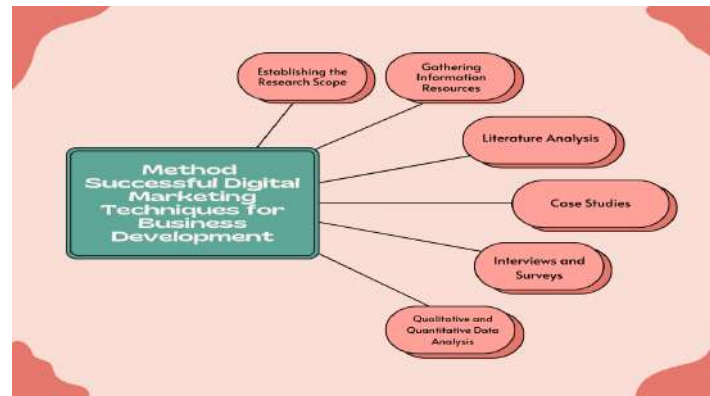 Establishing the
Research Scope
Gathering
Information
Resources
Method
Successful Digital
Marketing
Techniques for
Business
Development
Literature Analysis
Case Studies
Interviews and
Surveys
Qualitative and
Quantitative Data
Analysis